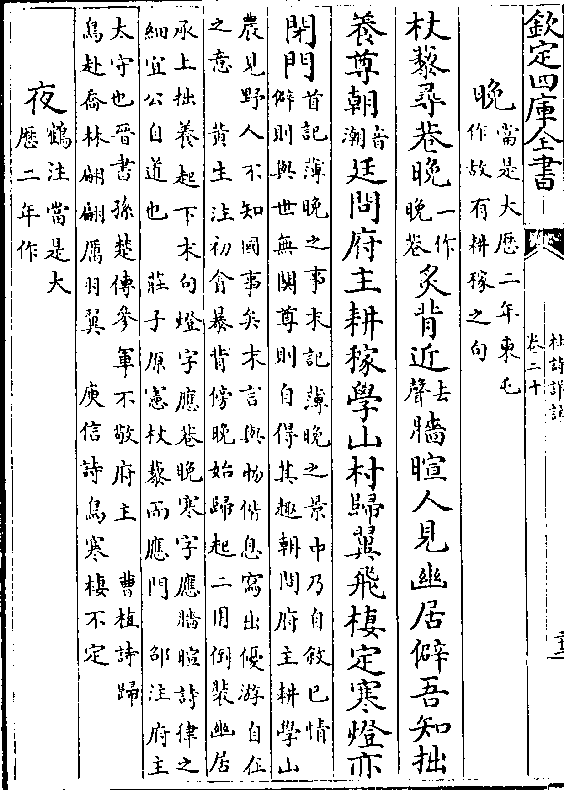 欽定四庫全書
杜詩詳註
卷二十
晚
當是大厯二年東屯
作故有耕稼之句
杖藜尋巷晚一作晚巷炙背近去聲牆暄人見幽居僻吾知拙
養尊朝音潮廷問府主耕稼學山村歸翼飛棲定寒燈亦
閉門
首記薄晚之事末記薄晚之景中乃自敘已情
僻則與世無關尊則自得其趣朝問府主耕學山
農見野人不知國事矣末言與物偕息寫出優游自任
之意 黄生注初會暴背傍晚始歸起二用倒裝幽居
承上拙養起下末句燈字應巷晚寒字應牆暄詩律之
細宜公自道也 莊子原憲杖藜而應門 邵注府主
太守也晉書孫楚傳參軍不敬府主 曹植詩歸
鳥赴喬林翩翩厲羽翼 庾信詩鳥寒棲不定
夜
鶴注當是大
厯二年作